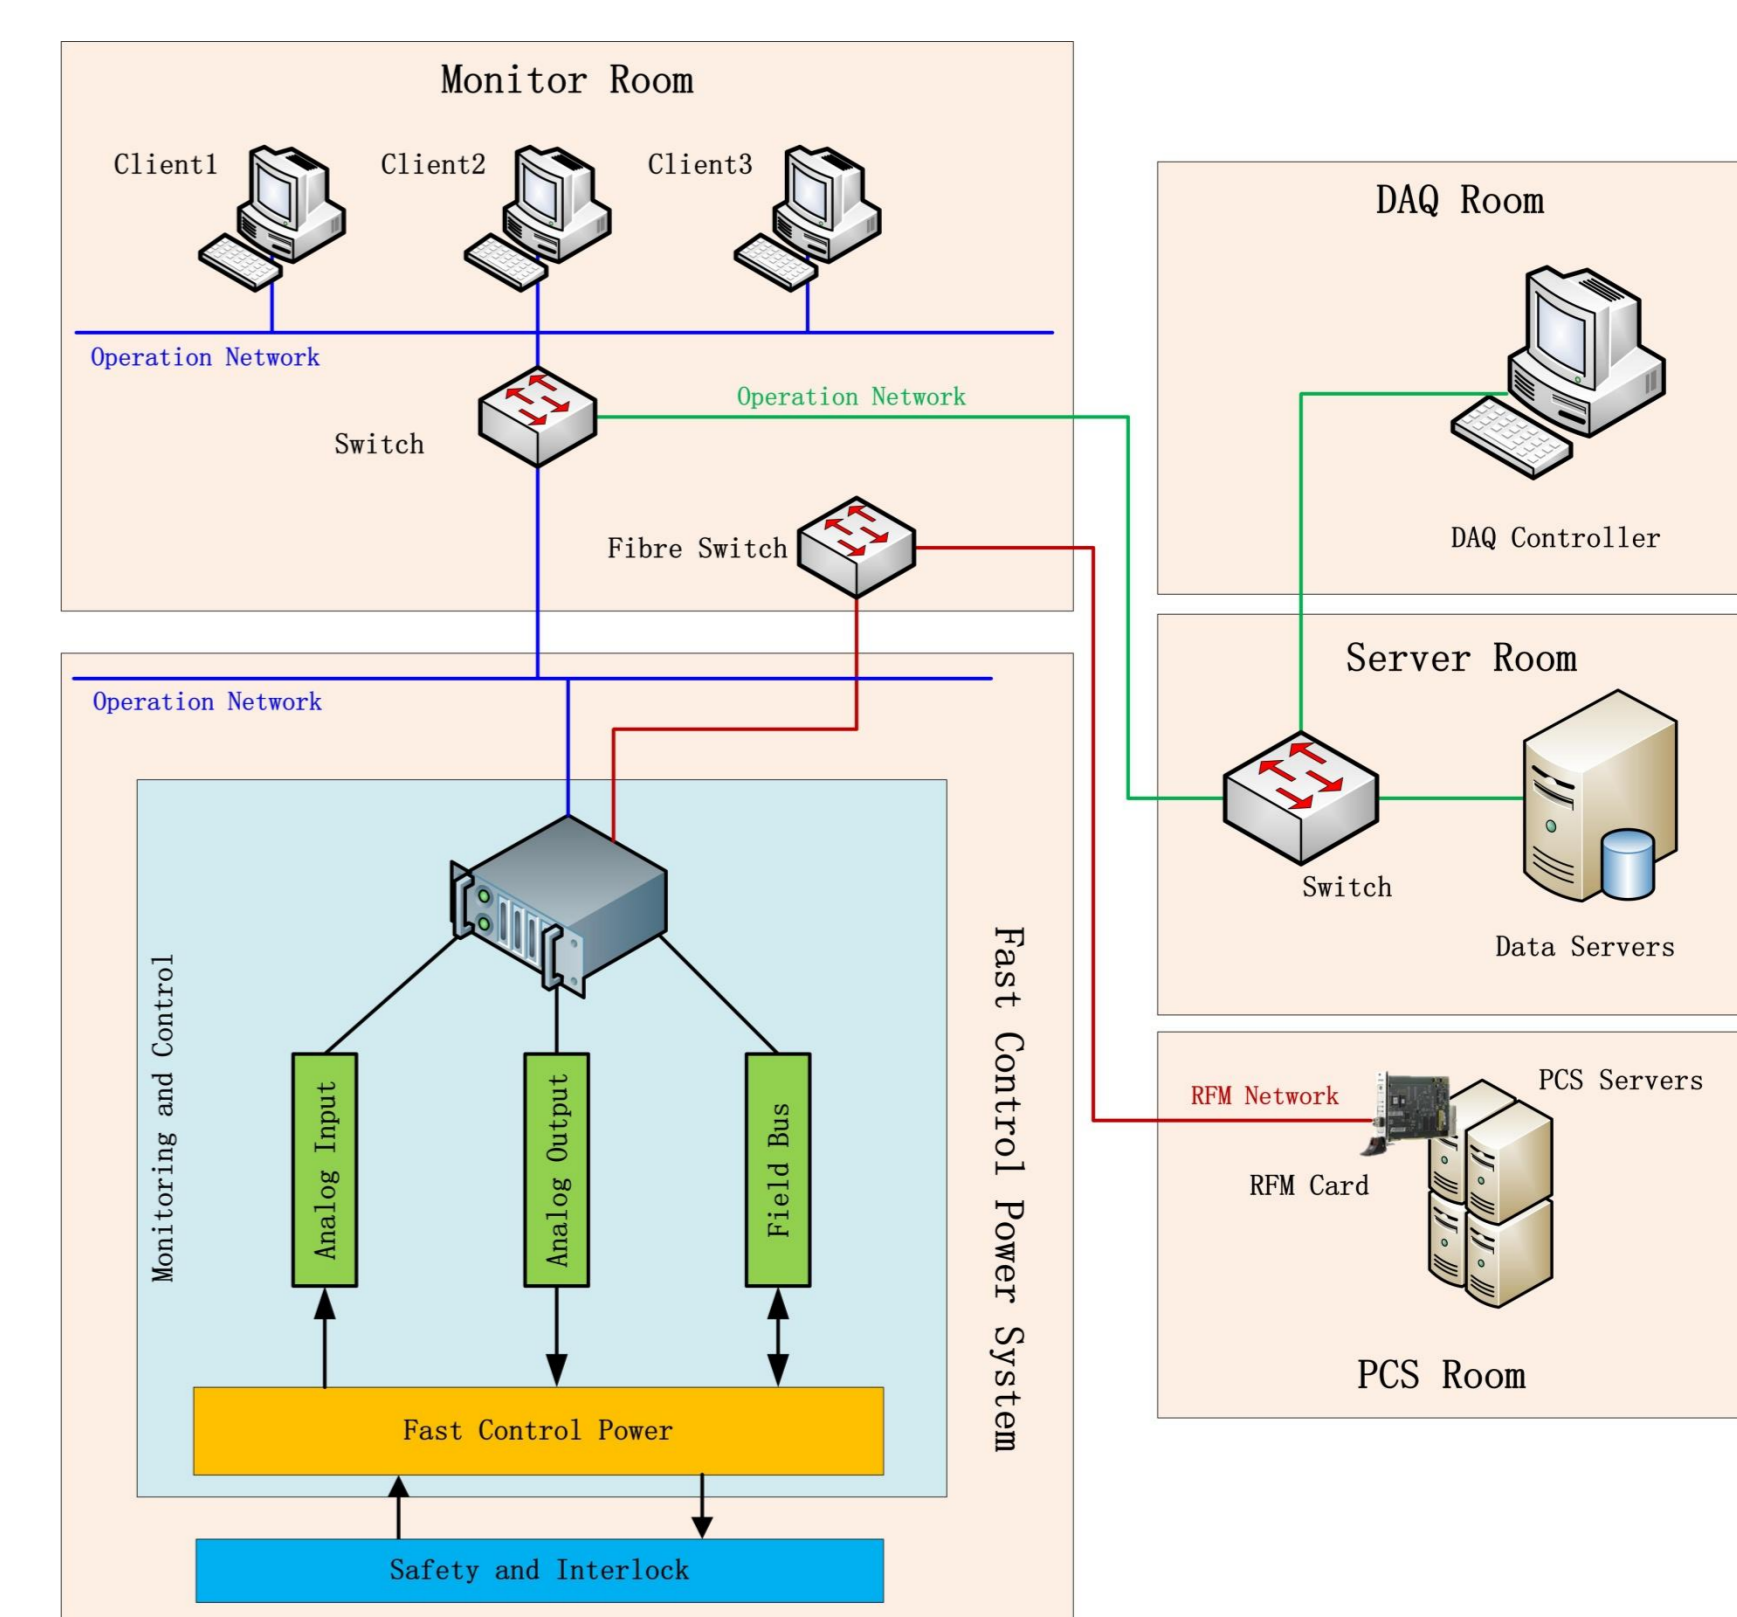 Monitor Room
Client1
Client2
Client3
Operation Network
Operation Network
Switch
Fibre Switch
DAQ Room
DAQ Controller
Server Room
Switch
Data Servers
RFM Network
PCS Servers
RFM Card
PCS Room
Operation Network
Monitoring and Control
Analog Input
Analog Output
Field Bus
Fast Control Power System
Fast Control Power
Safety and Interlock